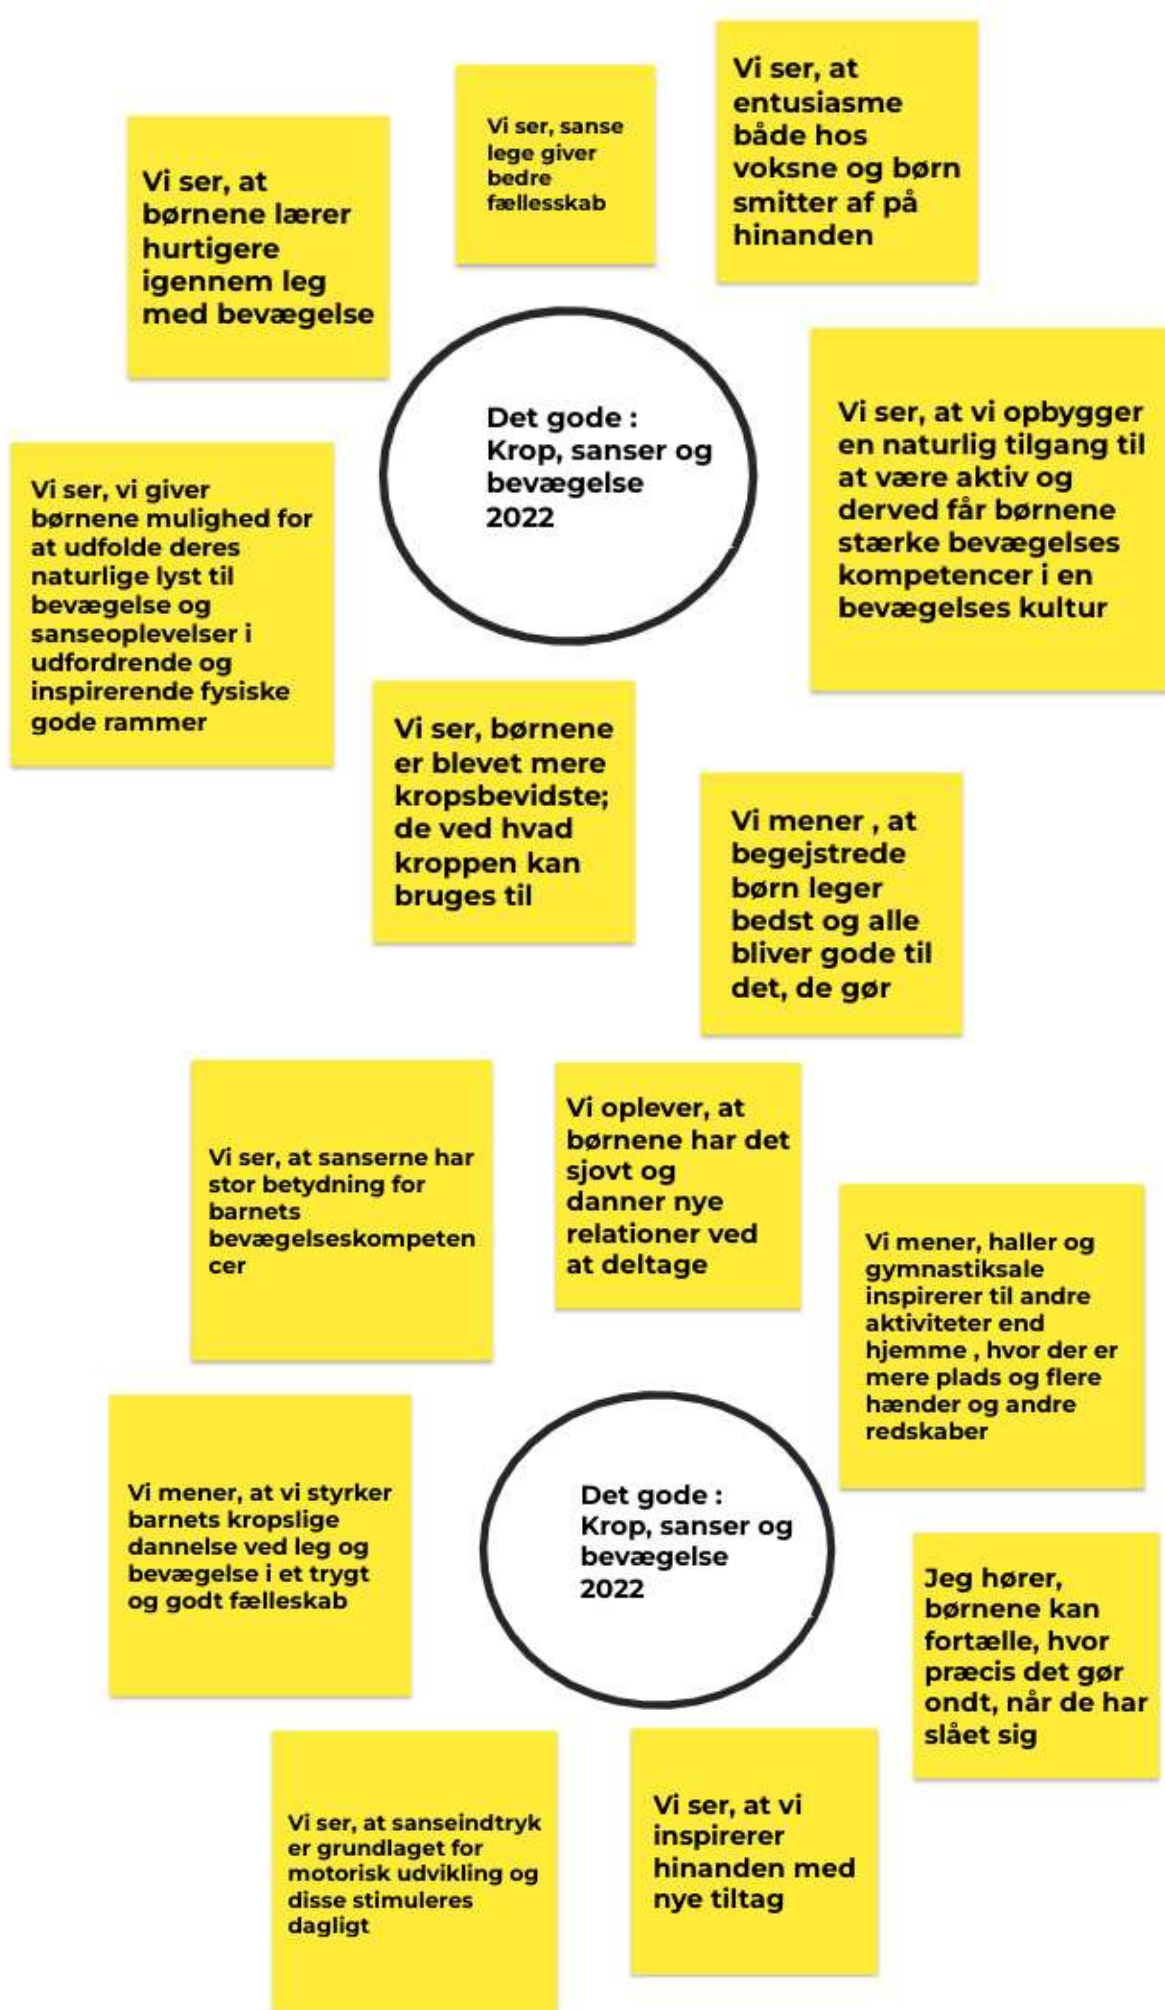 Vi ser, at
børnene lærer
hurtigere
igennem leg
med bevægelse
Vi ser, sanse
lege giver
bedre
fællesskab
Vi ser, at
entusiasme
både hos
voksne og børn
smitter af på
hinanden
Det gode :
Krop, sanser og
bevægelse
2022
Vi ser, at vi opbygger
en naturlig tilgang til
at være aktiv og
derved får børnene
stærke bevægelses
kompetencer i en
bevægelses kultur
Vi ser, vi giver
børnene mulighed for
at udfolde deres
naturlige lyst til
bevægelse og
sanseoplevelser i
udfordrende og
inspirerende fysiske
gode rammer
Vi ser, børnene
er blevet mere
kropsbevidste;
de ved hvad
kroppen kan
bruges til
Vi mener , at
begejstrede
børn leger
bedst og alle
bliver gode til
det, de gør
Vi ser, at sanserne har
stor betydning for
barnets
bevægelseskompeten
cer
Vi oplever, at
børnene har det
sjovt og
danner nye
relationer ved
at deltage
Vi mener, haller og
gymnastiksale
inspirerer til andre
aktiviteter end
hjemme , hvor der er
mere plads og flere
hænder og andre
redskaber
Vi mener, at vi styrker
barnets kropslige
dannelse ved leg og
bevægelse i et trygt
og godt fælleskab
Det gode :
Krop, sanser og
bevægelse
2022
Jeg hører,
børnene kan
fortælle, hvor
præcis det gør
ondt, når de har
slået sig
Vi ser, at sanseindtryk
er grundlaget for
motorisk udvikling og
disse stimuleres
dagligt
Vi ser, at vi
inspirerer
hinanden med
nye tiltag